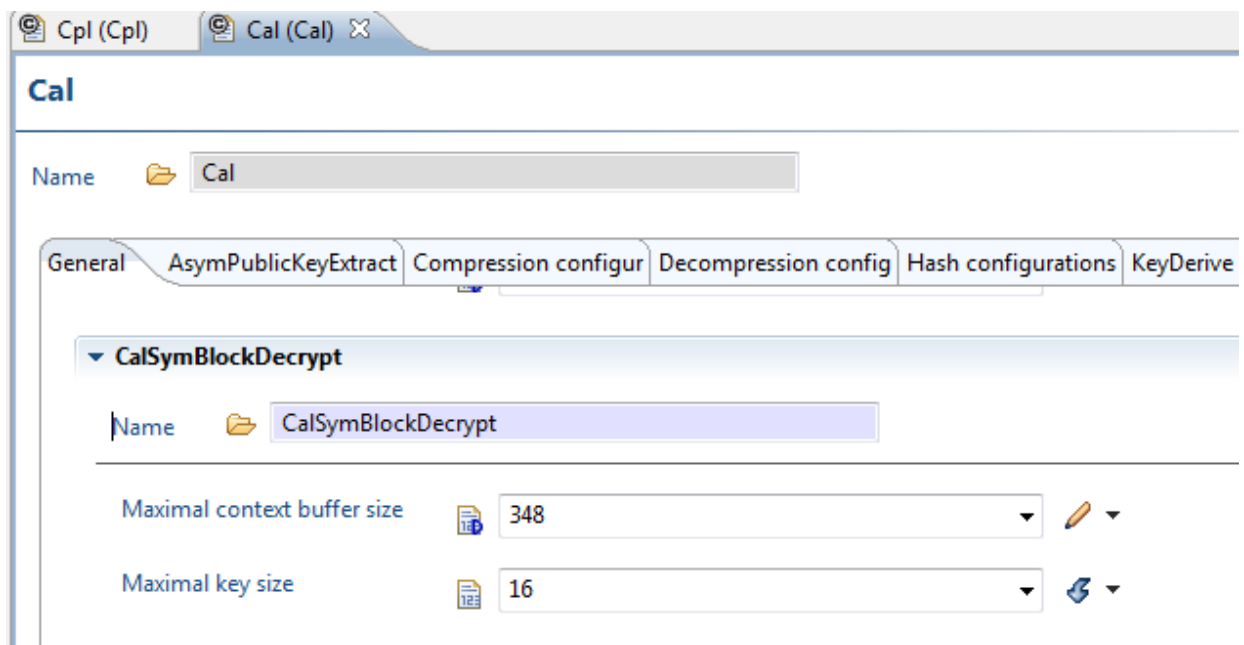 Cpl (Cpl) Cal (Cal)
Cal
Name Cal
General AsymPublicKeyExtract Compression configur Decompression config Hash configurations KeyDerive
CalSymBlockDecrypt
Name CalSymBlockDecrypt
Maximal context buffer size 348
Maximal key size 16